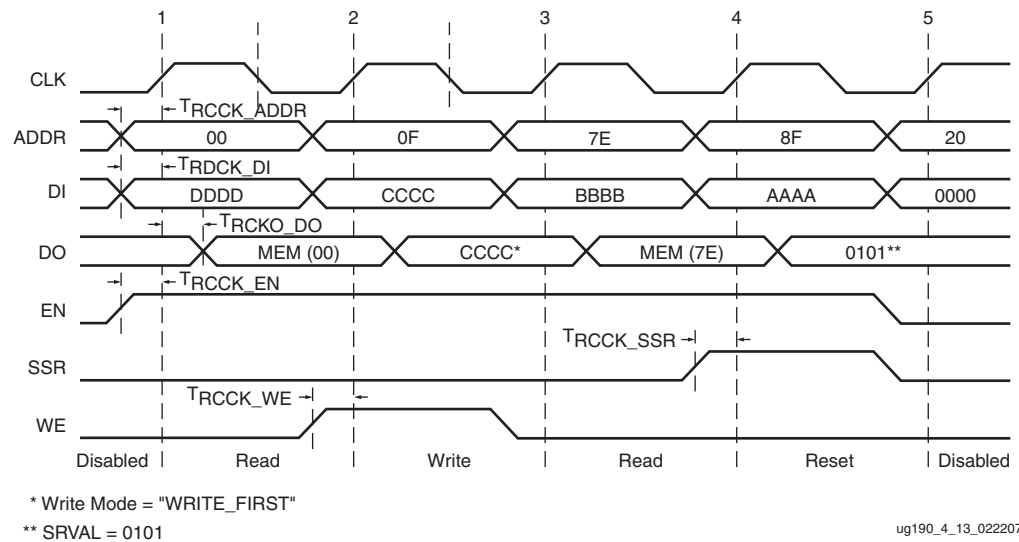 1 2 3 4 5
CLK
TRCCK_ADDR
ADDR 00 0F 7E 8F 20
TRDCK_DI
DI DDDD CCCC BBBB AAAA 0000
TRCKO_DO
DO MEM (00) CCCC* MEM (7E) 0101**
TRCCK_EN
EN
TRCCK_SSR
SSR
TRCCK_WE
WE
Disabled Read Write Read Reset Disabled
* Write Mode = "WRITE_FIRST"
** SRVAL = 0101
ug190_4_13_022207